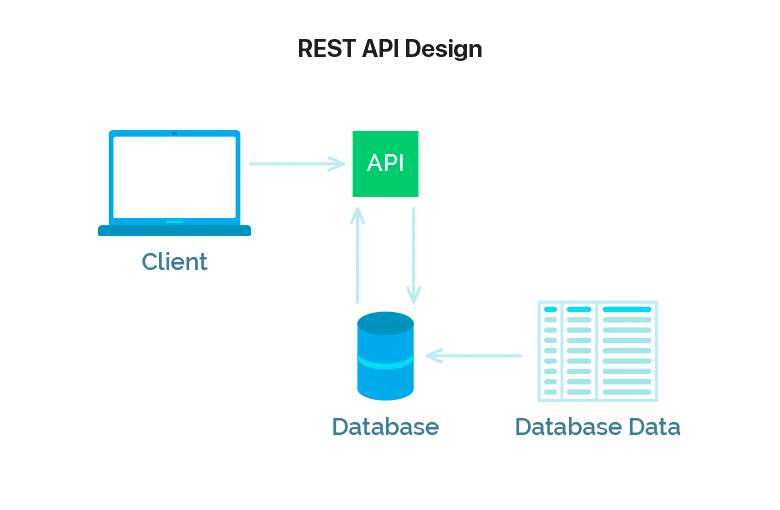 REST API Design
API
Client
Database
Database Data